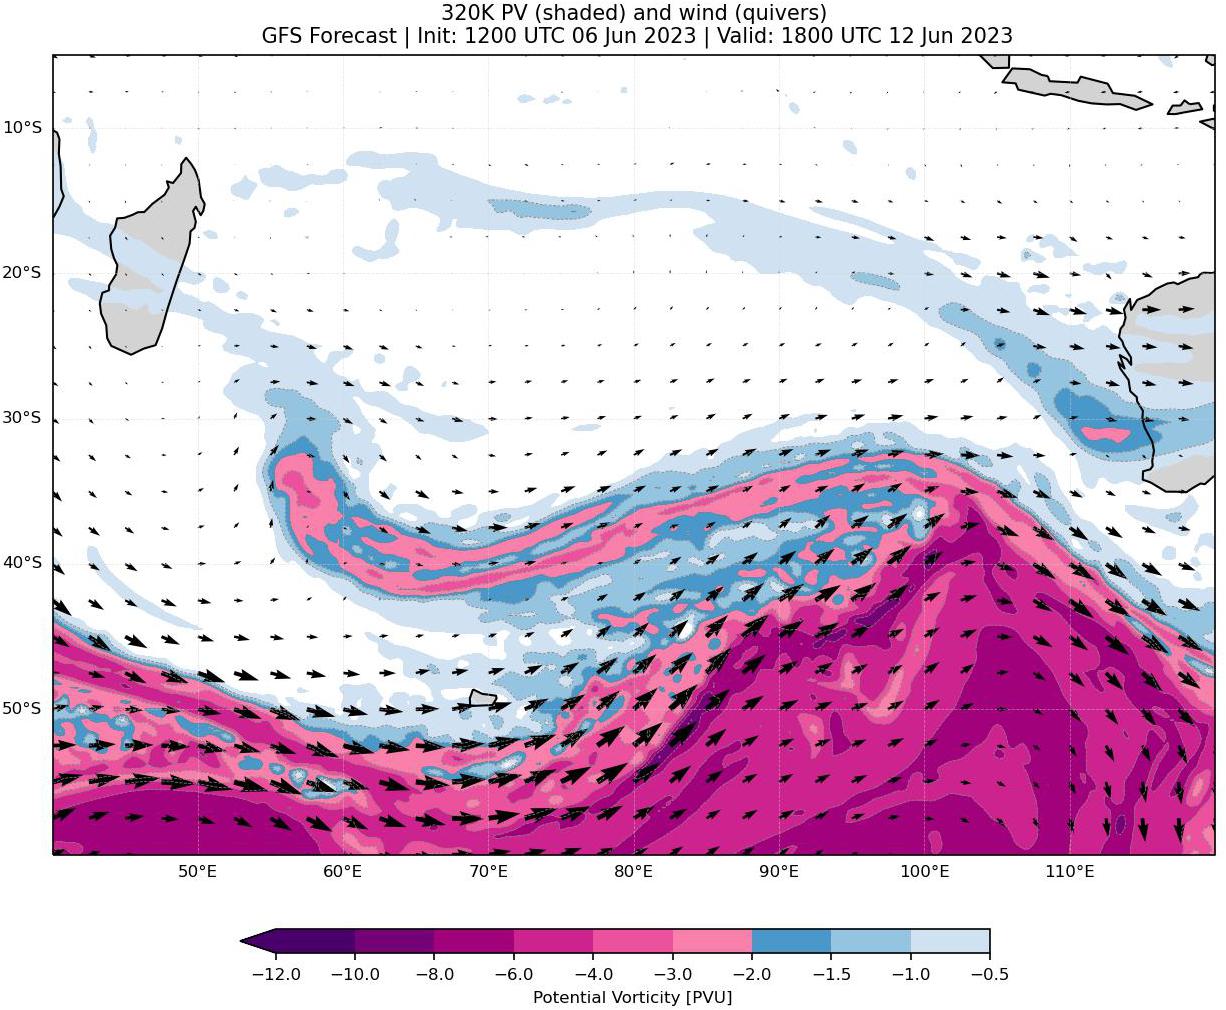 320K PV (shaded) and wind (quivers)
GFS Forecast | Init: 1200 UTC 06 Jun 2023 | Valid: 1800 UTC 12 Jun 2023
10°S
20°S
30°S
40°S
50°S
50°E 60°E 70°E 80°E 90°E 100°E 110°E
−12.0 −10.0 −8.0 −6.0 −4.0 −3.0 −2.0 −1.5 −1.0 −0.5
Potential Vorticity [PVU]